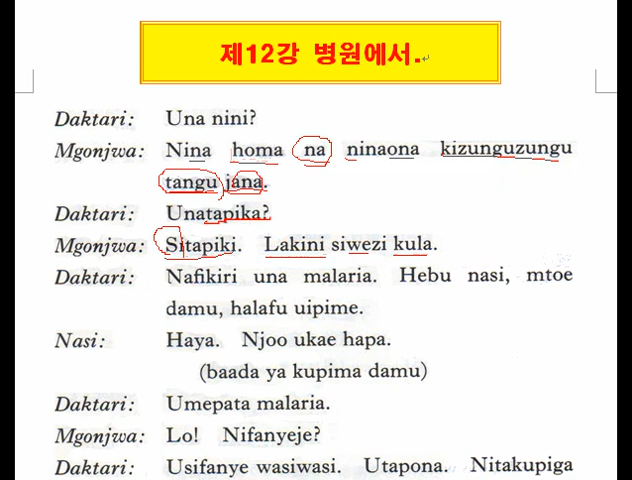 제12강 병원에서.
Daktari: Una nini?
Mgonjwa: Nina homa na ninaona kizunguzungu
tangu jana.
Daktari: Unatapika?
Mgonjwa: Sitapiki. Lakini siwezi kula.
Daktari: Nafikiri una malaria. Hebu nasi, mtoe
damu, halafu uipime.
Nasi: Haya. Njoo ukae hapa.
(baada ya kupima damu)
Daktari: Umepata malaria.
Mgonjwa: Lo! Nifanyeje?
Daktari: Usifanye wasiwasi. Utapona. Nitakupiga